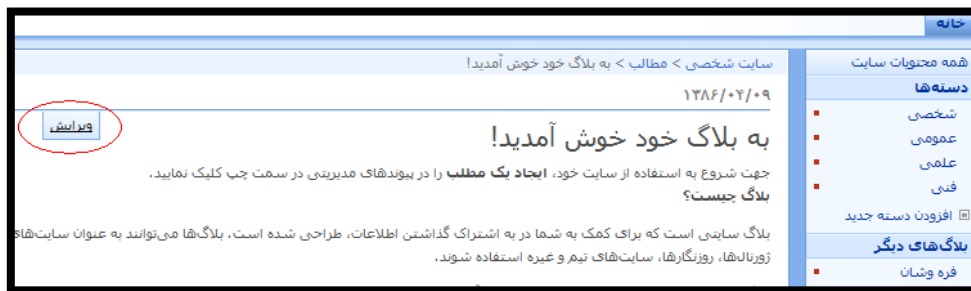 خانه
همه محتویات سایت
دسته‌ها
شخصی
عمومی
علمی
فنی
افزودن دسته جدید
بلاگ‌های دیگر
فره وشان
سایت شخصی > مطالب > به بلاگ خود خوش آمدید!
۱۳۸۶/۰۴/۰۹
ویرایش
به بلاگ خود خوش آمدید!
جهت شروع به استفاده از سایت خود، ایجاد یک مطلب را در پیوندهای مدیریتی در سمت چپ کلیک نمایید.
بلاگ چیست؟
بلاگ سایتی است که برای کمک به شما در به اشتراک گذاشتن اطلاعات، طراحی شده است. بلاگ‌ها می‌توانند به عنوان سایت‌های
ژورنال‌ها، روزنگارها، سایت‌های تیم و غیره استفاده شوند.